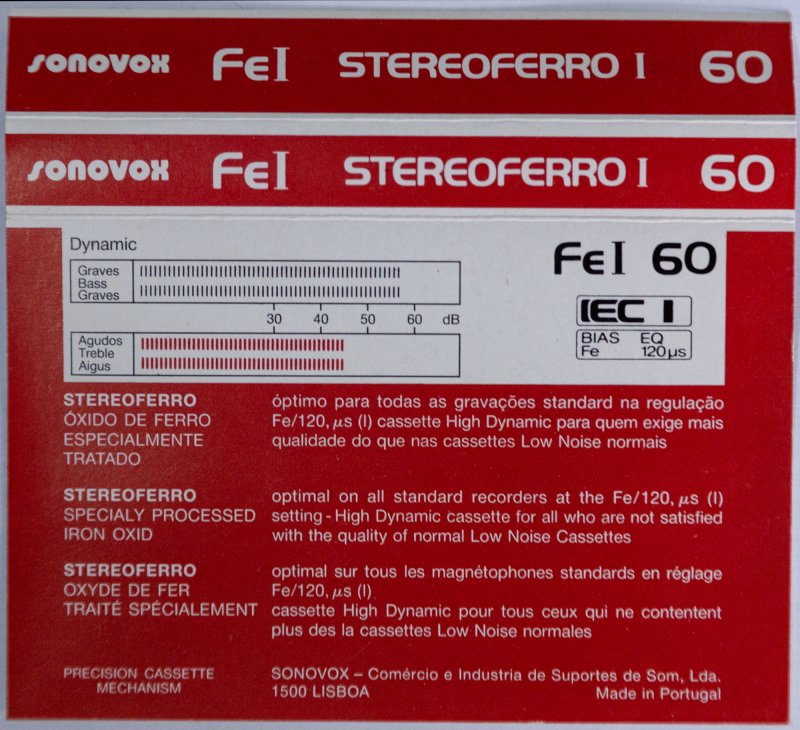 sonovox FeI STEREOFERRO I 60
sonovox FeI STEREOFERRO I 60
Dynamic
FeI 60
Graves
Bass
Graves
30 40 50 60 dB
Agudos
Treble
Aigus
IEC I
BIAS EQ
Fe 120µs
STEREOFERRO
ÓXIDO DE FERRO
ESPECIALMENTE
TRATADO
óptimo para todas as gravações standard na regulação
Fe/120, µs (I) cassette High Dynamic para quem exige mais
qualidade do que nas cassettes Low Noise normais
STEREOFERRO
SPECIALY PROCESSED
IRON OXID
optimal on all standard recorders at the Fe/120, µs (I)
setting - High Dynamic cassette for all who are not satisfied
with the quality of normal Low Noise Cassettes
STEREOFERRO
OXYDE DE FER
TRAITÉ SPÉCIALEMENT
optimal sur tous les magnétophones standards en réglage
Fe/120, µs (I)
cassette High Dynamic pour tous ceux qui ne contentent
plus des la cassettes Low Noise normales
PRECISION CASSETTE
MECHANISM
SONOVOX – Comércio e Industria de Suportes de Som, Lda.
1500 LISBOA Made in Portugal